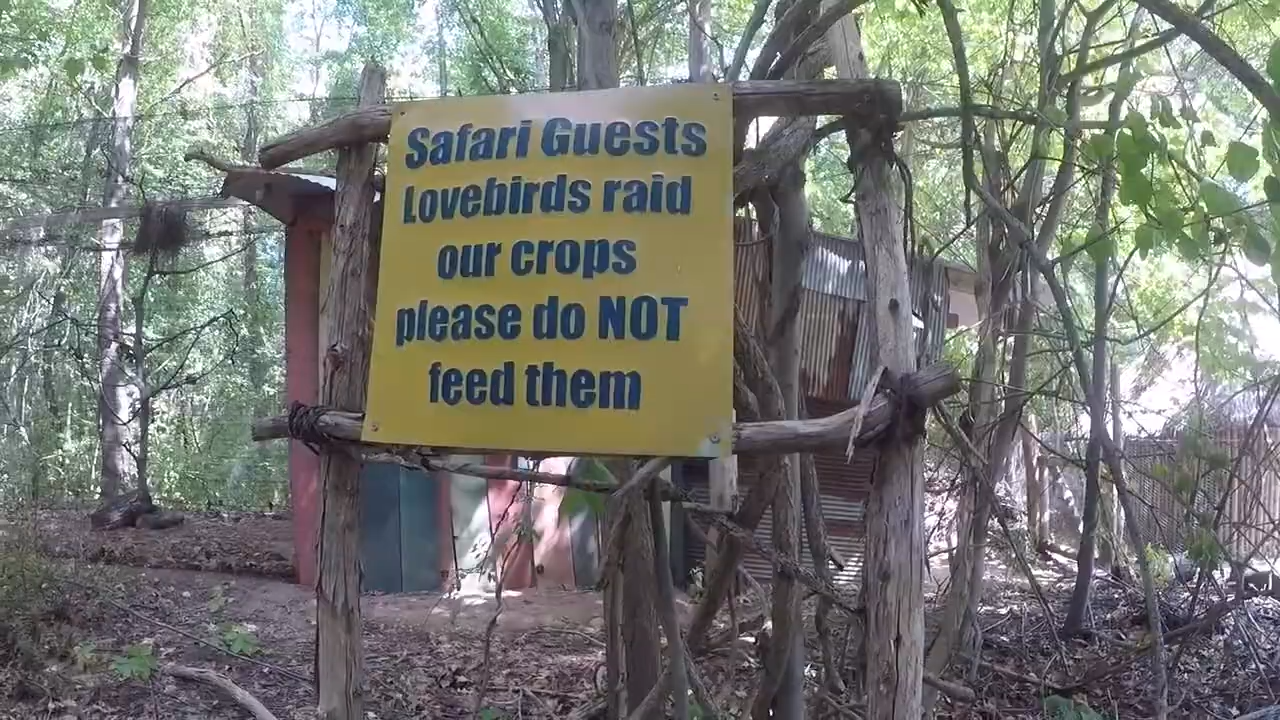 Safari Guests
Lovebirds raid
our crops
please do NOT
feed them